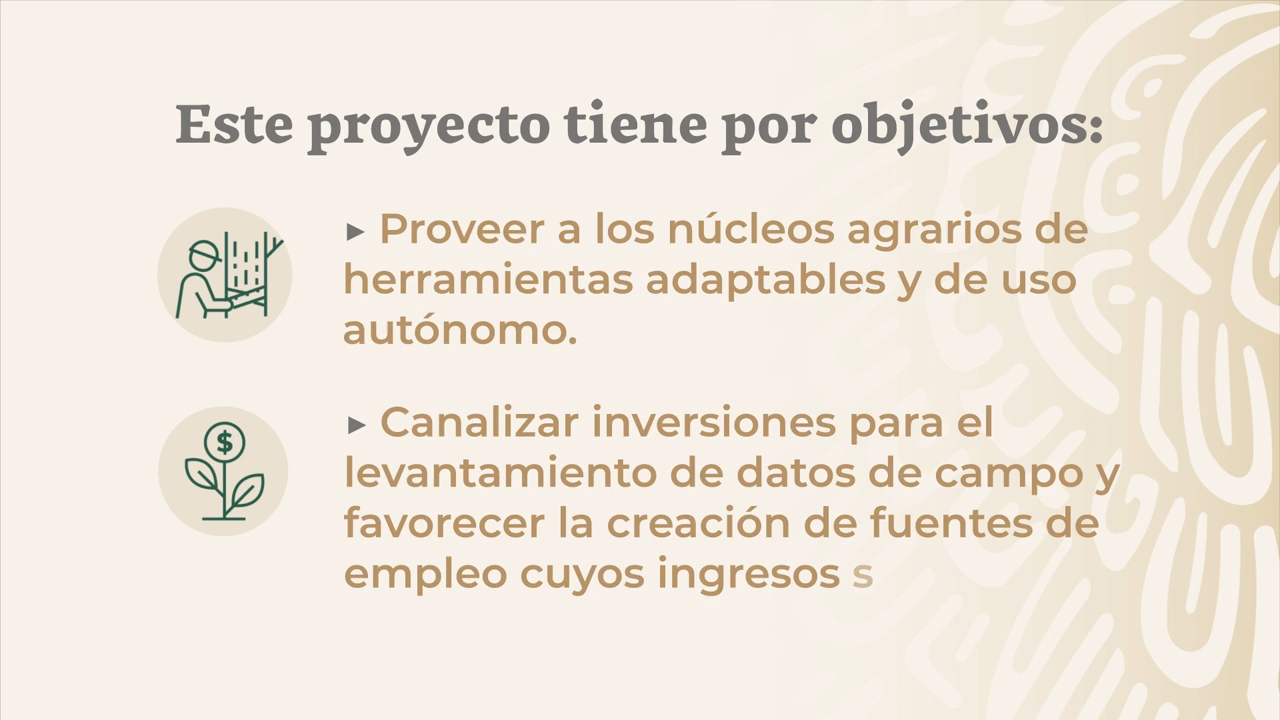 Este proyecto tiene por objetivos:
▸ Proveer a los núcleos agrarios de
herramientas adaptables y de uso
autónomo.
$
▸ Canalizar inversiones para el
levantamiento de datos de campo y
favorecer la creación de fuentes de
empleo cuyos ingresos s